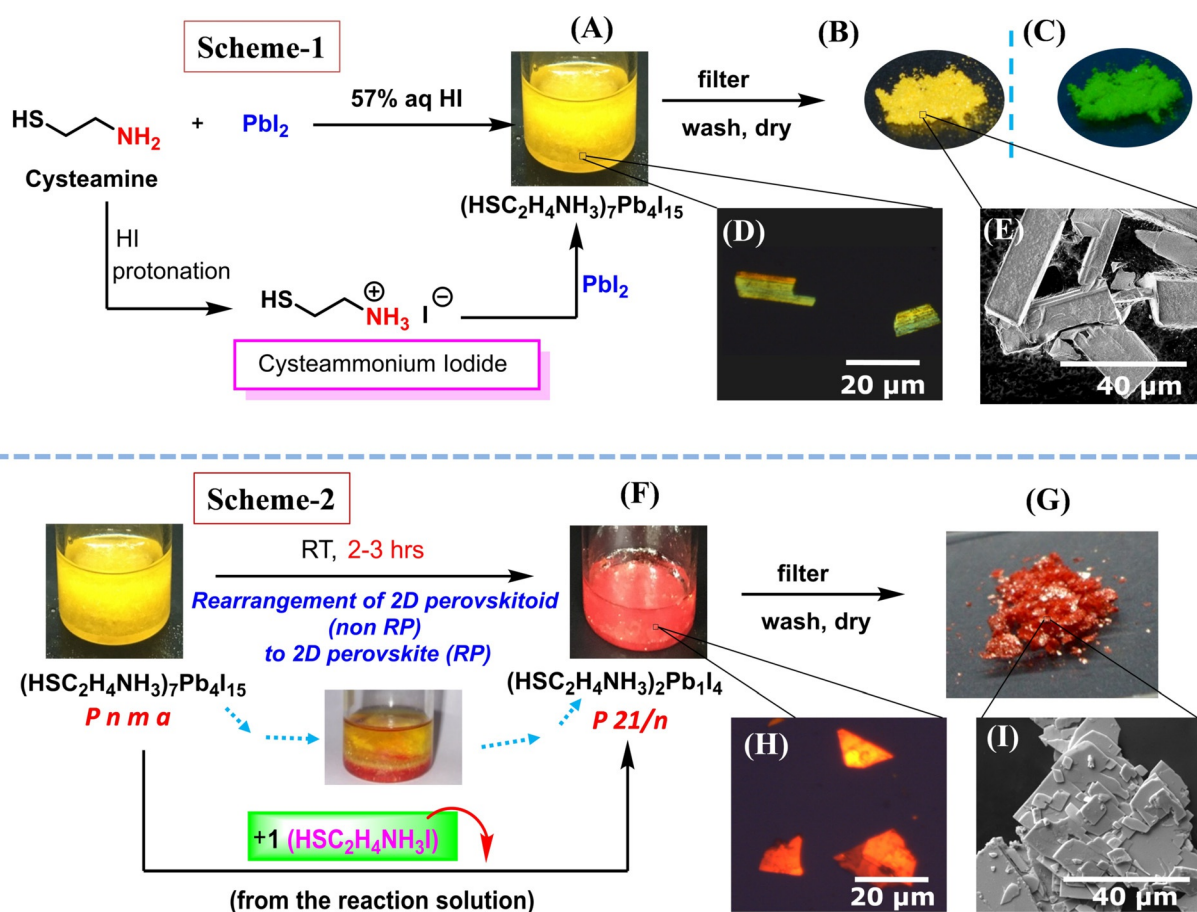 Scheme-1
(A)
(B)
(C)
HS
NH₂
+
PbI₂
57% aq HI
filter
wash, dry
Cysteamine
(HSC₂H₄NH₃)₇Pb₄I₁₅
HI
protonation
PbI₂
HS
⊕
NH₃
I
⊖
Cysteammonium Iodide
(D)
20 µm
(E)
40 µm
Scheme-2
(F)
(G)
RT, 2-3 hrs
Rearrangement of 2D perovskitoid
(non RP)
to 2D perovskite (RP)
filter
wash, dry
(HSC₂H₄NH₃)₇Pb₄I₁₅
P n m a
(HSC₂H₄NH₃)₂Pb₁I₄
P 21/n
+1 (HSC₂H₄NH₃I)
(from the reaction solution)
(H)
20 µm
(I)
40 µm